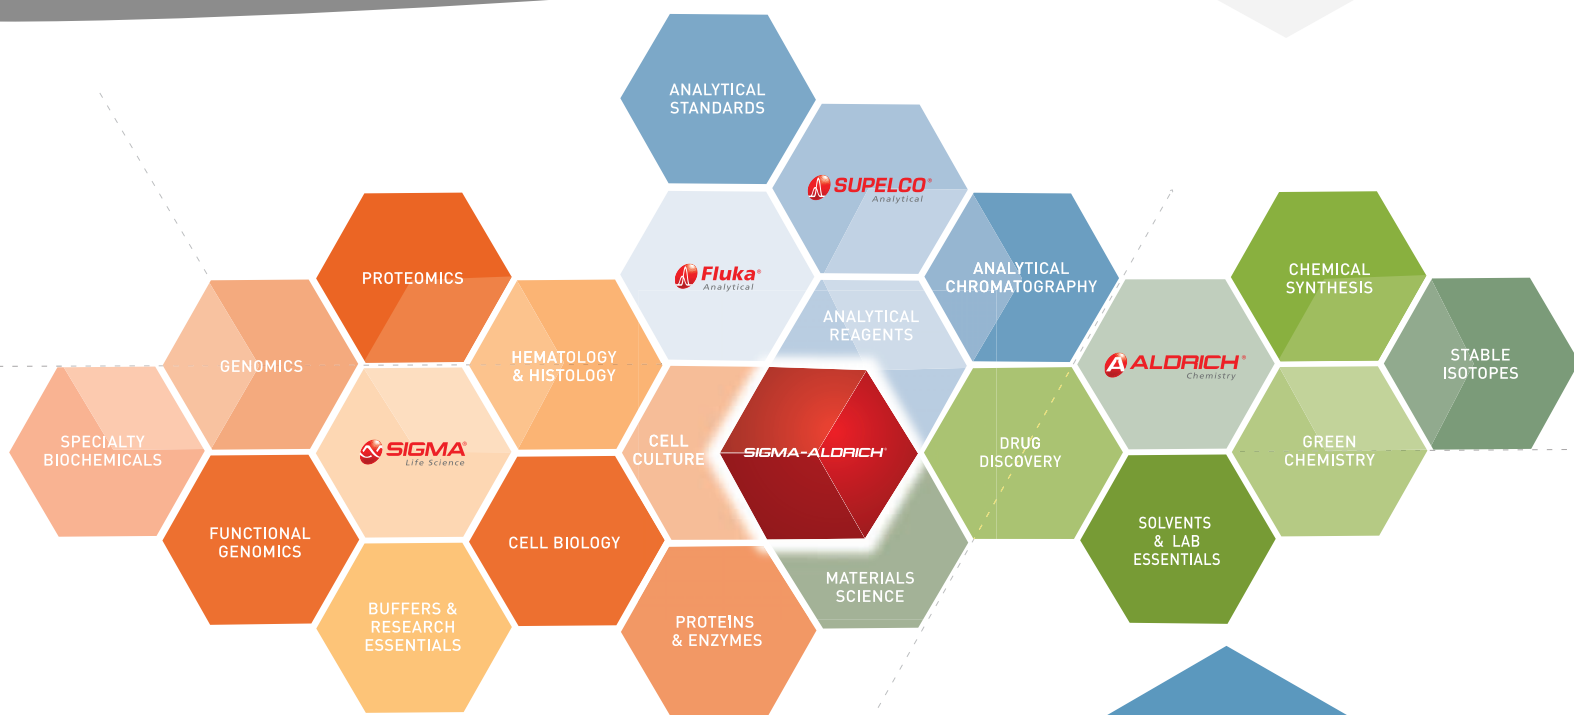 ANALYTICAL
STANDARDS
SUPELCO®
Analytical
PROTEOMICS
Fluka®
Analytical
ANALYTICAL
CHROMATOGRAPHY
CHEMICAL
SYNTHESIS
ANALYTICAL
REAGENTS
GENOMICS
HEMATOLOGY
& HISTOLOGY
ALDRICH®
Chemistry
STABLE
ISOTOPES
SPECIALTY
BIOCHEMICALS
SIGMA®
Life Science
CELL
CULTURE
SIGMA-ALDRICH®
DRUG
DISCOVERY
GREEN
CHEMISTRY
FUNCTIONAL
GENOMICS
CELL BIOLOGY
SOLVENTS
& LAB
ESSENTIALS
MATERIALS
SCIENCE
BUFFERS &
RESEARCH
ESSENTIALS
PROTEINS
& ENZYMES